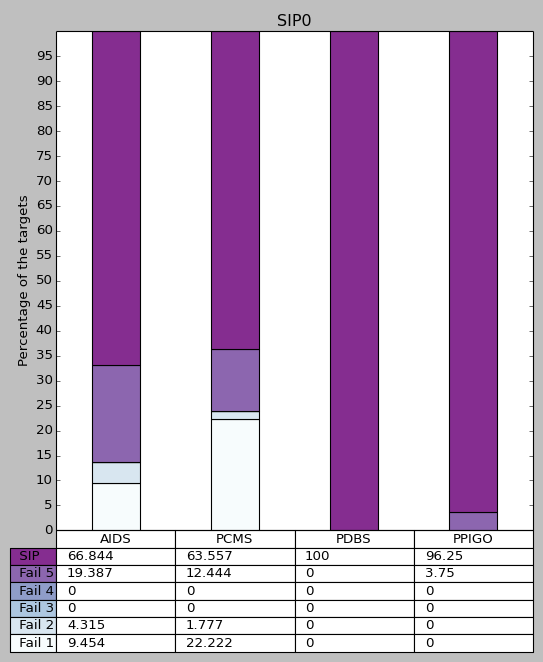 SIP0
Percentage of the targets
95
90
85
80
75
70
65
60
55
50
45
40
35
30
25
20
15
10
5
0
AIDS PCMS PDBS PPIGO
SIP 66.844 63.557 100 96.25
Fail 5 19.387 12.444 0 3.75
Fail 4 0 0 0 0
Fail 3 0 0 0 0
Fail 2 4.315 1.777 0 0
Fail 1 9.454 22.222 0 0